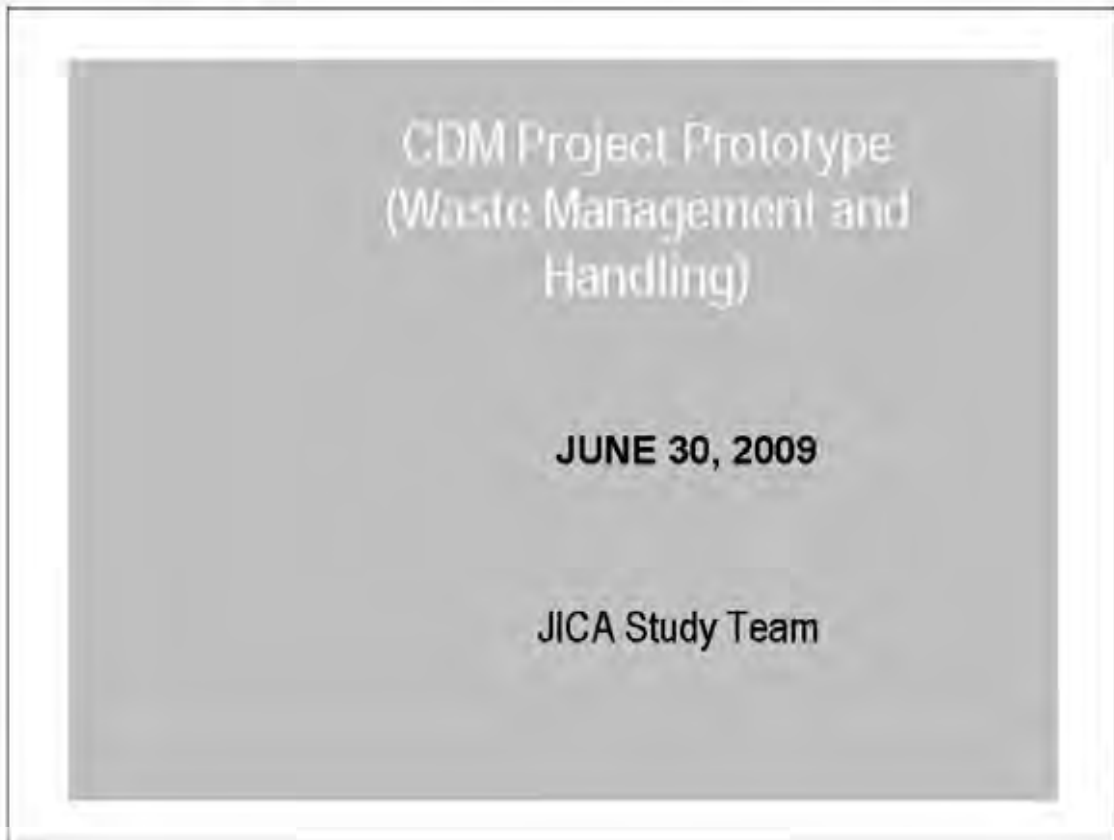 CDM Project Prototype
(Waste Management and
Handling)
JUNE 30, 2009
JICA Study Team